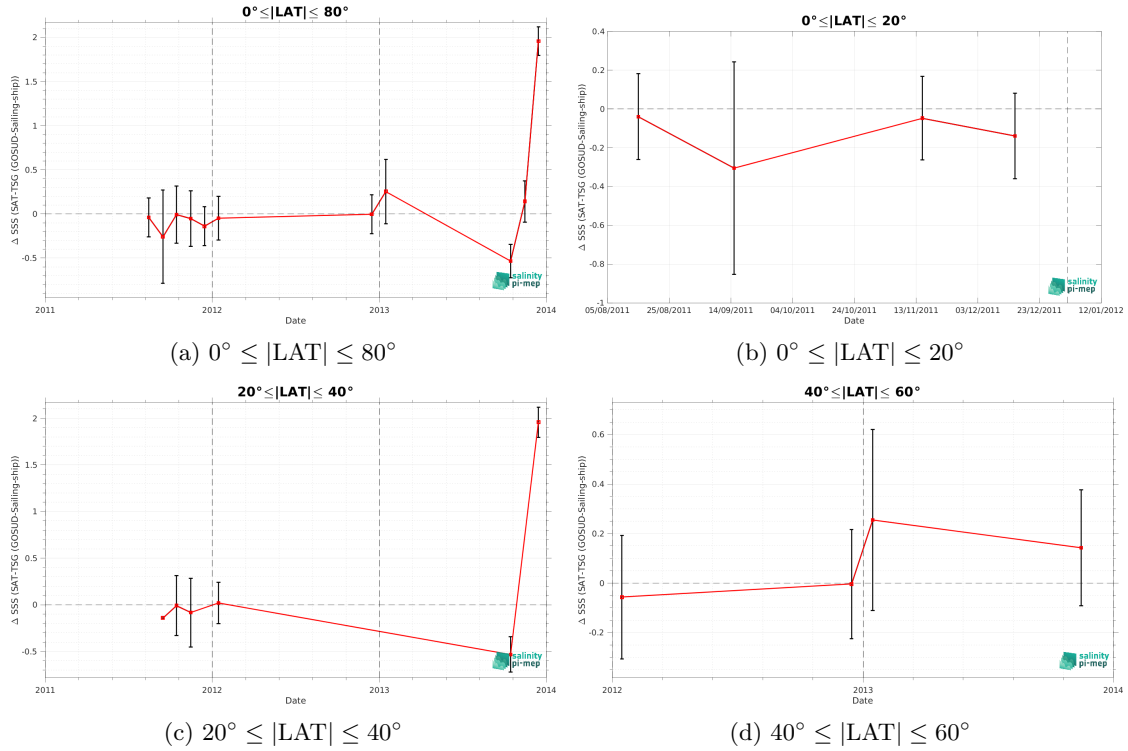 0°≤|LAT|≤ 80°
Δ SSS (SAT-TSG (GOSUD-Sailing-ship))
2
1.5
1
0.5
0
-0.5
2011
2012
2013
2014
Date
salinity
pi-mep
(a) 0° ≤ |LAT| ≤ 80°
0°≤|LAT|≤ 20°
Δ SSS (SAT-TSG (GOSUD-Sailing-ship))
0.4
0.2
0
-0.2
-0.4
-0.6
-0.8
-1
05/08/2011
25/08/2011
14/09/2011
04/10/2011
24/10/2011
13/11/2011
03/12/2011
23/12/2011
12/01/2012
Date
salinity
pi-mep
(b) 0° ≤ |LAT| ≤ 20°
20°≤|LAT|≤ 40°
Δ SSS (SAT-TSG (GOSUD-Sailing-ship))
2
1.5
1
0.5
0
-0.5
2011
2012
2013
2014
Date
salinity
pi-mep
(c) 20° ≤ |LAT| ≤ 40°
40°≤|LAT|≤ 60°
Δ SSS (SAT-TSG (GOSUD-Sailing-ship))
0.6
0.4
0.2
0
-0.2
2012
2013
2014
Date
salinity
pi-mep
(d) 40° ≤ |LAT| ≤ 60°